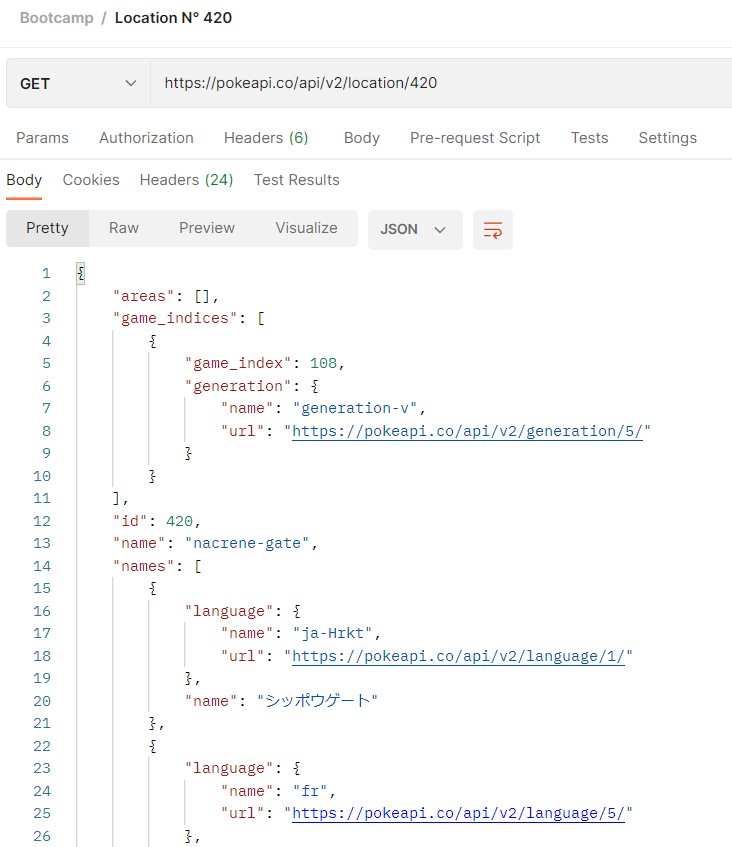 Bootcamp / Location N° 420
GET https://pokeapi.co/api/v2/location/420
Params Authorization Headers (6) Body Pre-request Script Tests Settings
Body Cookies Headers (24) Test Results
Pretty Raw Preview Visualize JSON
1 {
2 "areas": [],
3 "game_indices": [
4 {
5 "game_index": 108,
6 "generation": {
7 "name": "generation-v",
8 "url": "https://pokeapi.co/api/v2/generation/5/"
9 }
10 }
11 ],
12 "id": 420,
13 "name": "nacrene-gate",
14 "names": [
15 {
16 "language": {
17 "name": "ja-Hrkt",
18 "url": "https://pokeapi.co/api/v2/language/1/"
19 },
20 "name": "シッポウゲート"
21 },
22 {
23 "language": {
24 "name": "fr",
25 "url": "https://pokeapi.co/api/v2/language/5/"
26 },